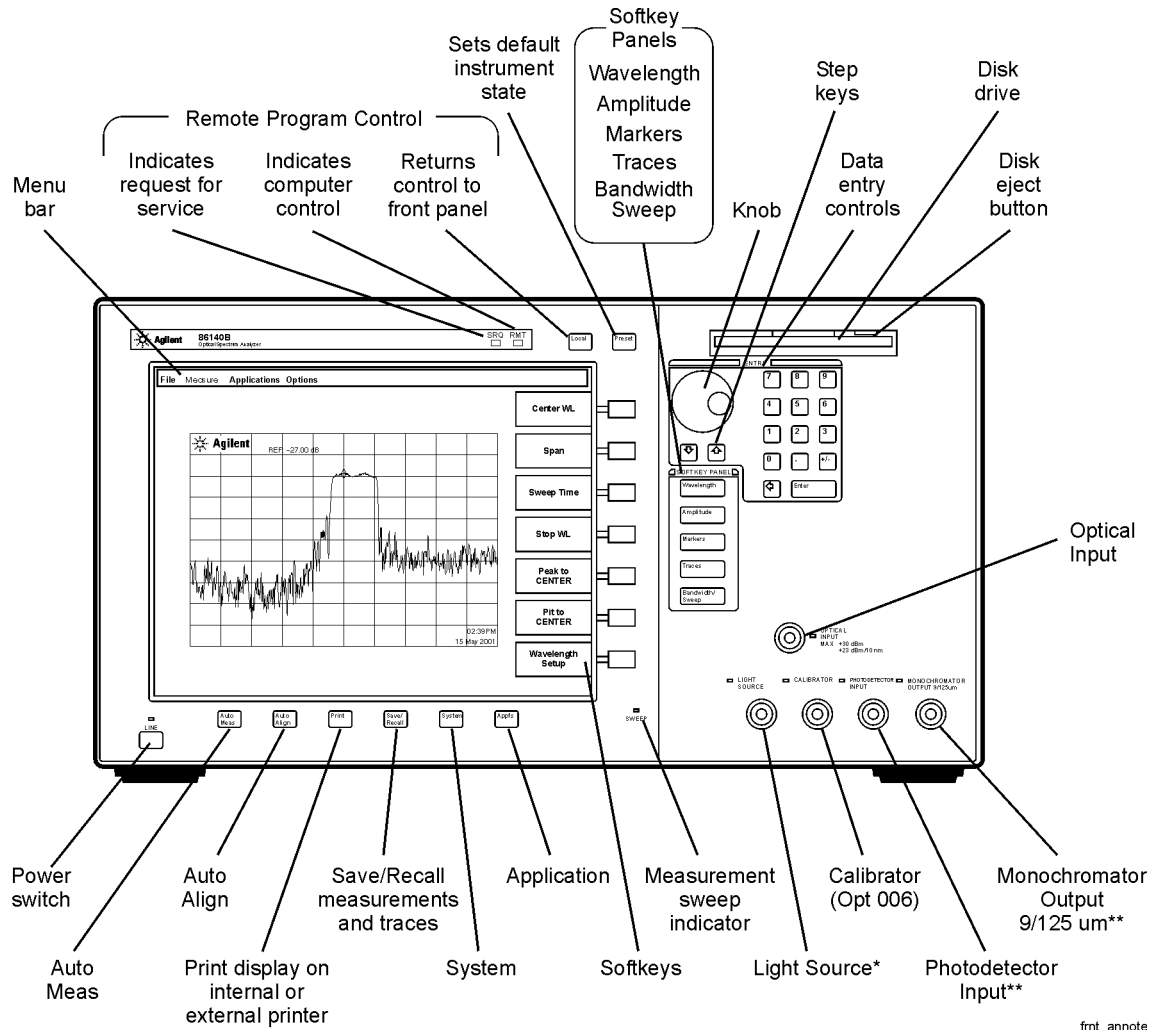 Softkey
Panels
Wavelength
Amplitude
Markers
Traces
Bandwidth
Sweep
Sets default
instrument
state
Step
keys
Disk
drive
Remote Program Control
Menu
bar
Indicates
request for
service
Indicates
computer
control
Returns
control to
front panel
Knob
Data
entry
controls
Disk
eject
button
Agilent
86140B
Optical Spectrum Analyzer
SRQ RMT
Local
Preset
File Measure Applications Options
Agilent
REF: -27.00 dB
02:39PM
15 May 2001
Center WL
Span
Sweep Time
Stop WL
Peak to
CENTER
Pit to
CENTER
Wavelength
Setup
ENTRY
7 8 9
4 5 6
1 2 3
0 . +/-
Enter
SOFTKEY PANEL
Wavelength
Amplitude
Markers
Traces
Bandwidth/
Sweep
Optical
Input
OPTICAL
INPUT
MAX +30 dBm
+23 dBm/10 nm
LIGHT
SOURCE
CALIBRATOR
PHOTODETECTOR
INPUT
MONOCHROMATOR
OUTPUT 9/125um
LINE
Auto
Meas
Auto
Align
Print
Save/
Recall
System
Appl's
SWEEP
Power
switch
Auto
Align
Save/Recall
measurements
and traces
Application
Measurement
sweep
indicator
Calibrator
(Opt 006)
Monochromator
Output
9/125 um**
Auto
Meas
Print display on
internal or
external printer
System
Softkeys
Light Source*
Photodetector
Input**
frnt_annote